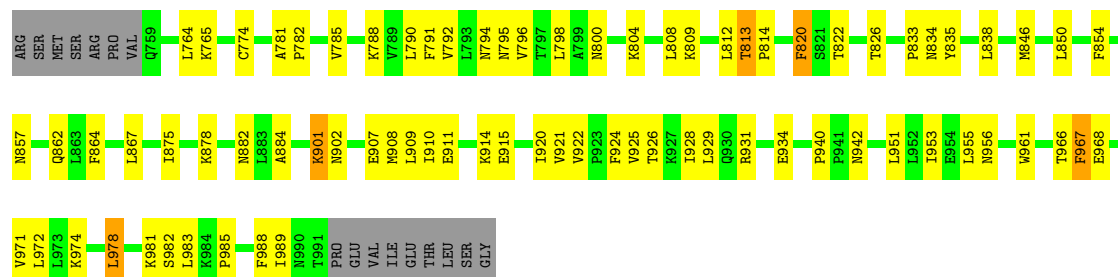 ARG SER MET SER ARG PRO VAL Q759 L764 K765 C774 A781 P782 V785 K788 V789 L790 F791 V792 L793 N794 N795 V796 T797 L798 A799 N800 K804 L808 K809 L812 T813 P814 F820 S821 T822 T826 P833 N834 Y835 L838 M846 L850 F854
N857 Q862 L863 F864 L867 I875 K878 N882 L883 A884 K901 N902 E907 M908 L909 I910 E911 K914 E915 I920 V921 V922 P923 F924 V925 T926 K927 I928 L929 Q930 R931 E934 P940 P941 N942 L951 L952 I953 E954 L955 N956 W961 T966 F967 E968
V971 L972 L973 K974 L978 K981 S982 L983 K984 P985 F988 I989 N990 T991 PRO GLU VAL ILE GLU THR LEU SER GLY